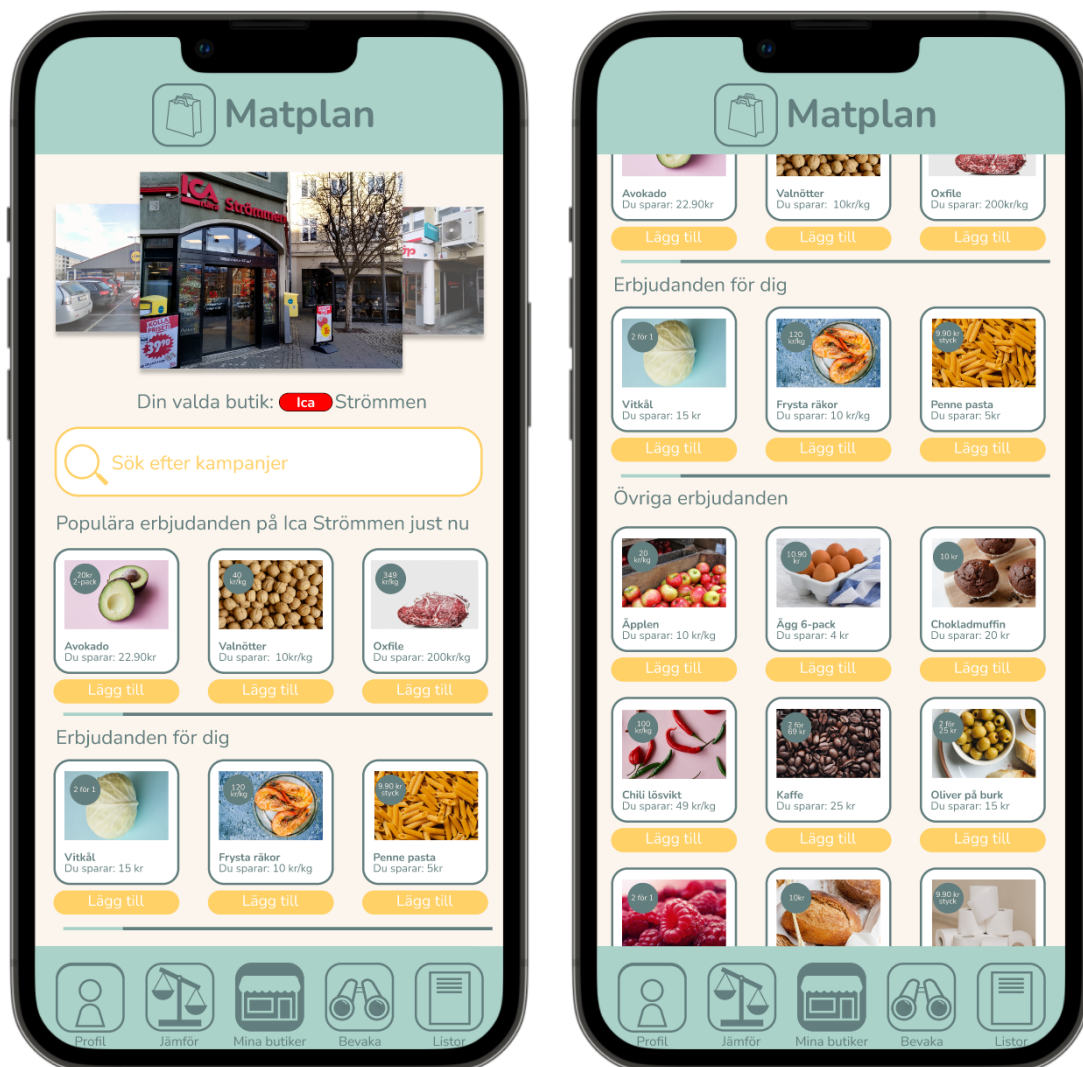 Matplan
ICA
nära
Strömmen
KOLLA
PRISET!
3990
Din valda butik: Ica Strömmen
Sök efter kampanjer
Populära erbjudanden på Ica Strömmen just nu
20kr
2-pack
40
kr/kg
349
kr/kg
Avokado
Du sparar: 22.90kr
Valnötter
Du sparar: 10kr/kg
Oxfile
Du sparar: 200kr/kg
Lägg till
Lägg till
Lägg till
Erbjudanden för dig
2 för 1
120
kr/kg
9.90 kr
styck
Vitkål
Du sparar: 15 kr
Frysta räkor
Du sparar: 10 kr/kg
Penne pasta
Du sparar: 5kr
Lägg till
Lägg till
Lägg till
Profil
Jämför
Mina butiker
Bevaka
Listor
Matplan
Avokado
Du sparar: 22.90kr
Valnötter
Du sparar: 10kr/kg
Oxfile
Du sparar: 200kr/kg
Lägg till
Lägg till
Lägg till
Erbjudanden för dig
2 för 1
120
kr/kg
9.90 kr
styck
Vitkål
Du sparar: 15 kr
Frysta räkor
Du sparar: 10 kr/kg
Penne pasta
Du sparar: 5kr
Lägg till
Lägg till
Lägg till
Övriga erbjudanden
20
kr/kg
10.90
kr
10 kr
Äpplen
Du sparar: 10 kr/kg
Ägg 6-pack
Du sparar: 4 kr
Chokladmuffin
Du sparar: 20 kr
Lägg till
Lägg till
Lägg till
100
kr/kg
2 för
69 kr
2 för
25 kr
Chili lösvikt
Du sparar: 49 kr/kg
Kaffe
Du sparar: 25 kr
Oliver på burk
Du sparar: 15 kr
Lägg till
Lägg till
Lägg till
2 för 1
10kr
9.90 kr
styck
Profil
Jämför
Mina butiker
Bevaka
Listor